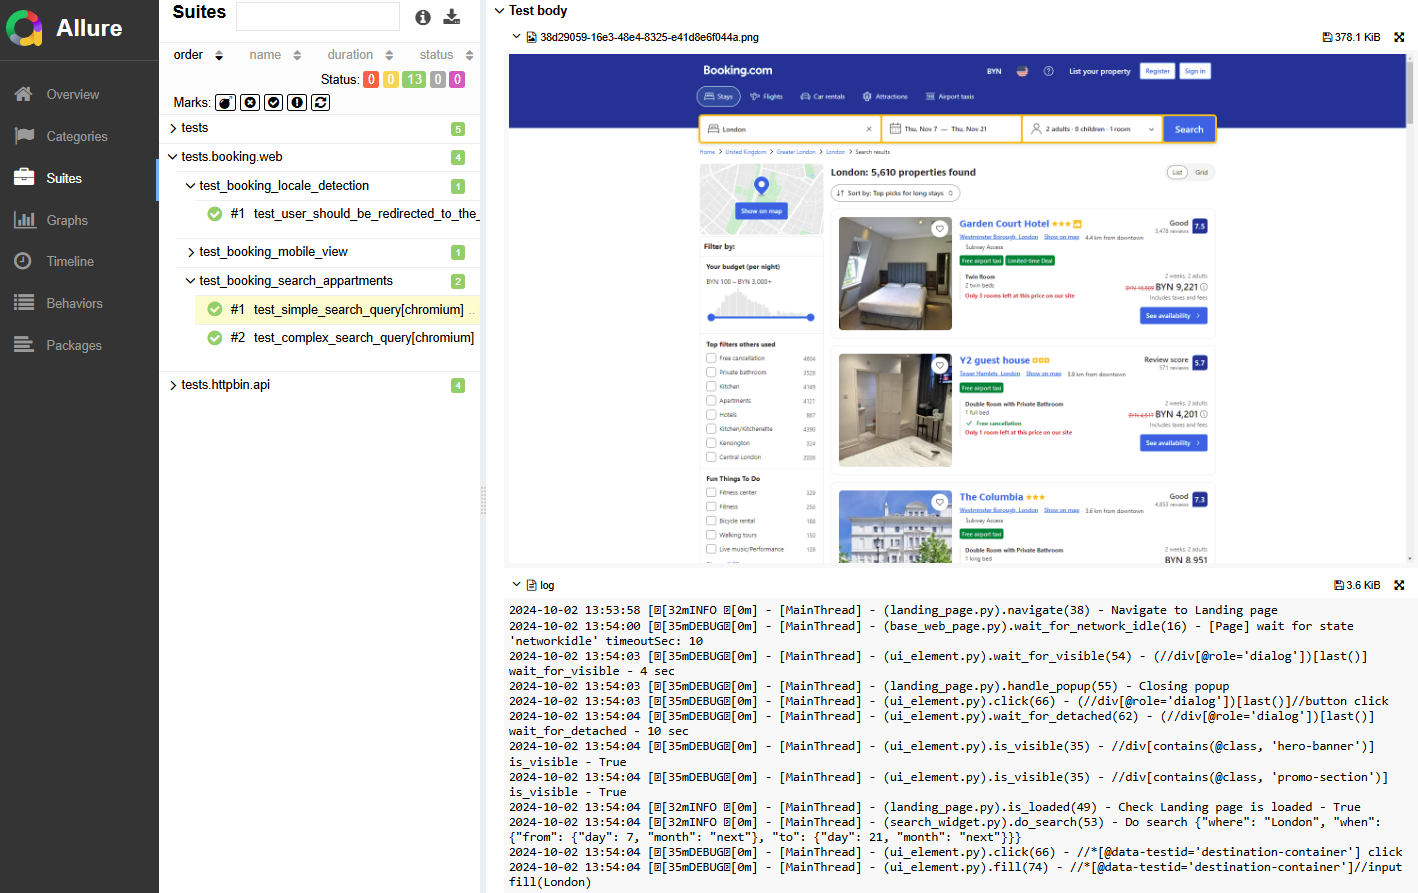 Allure
Overview
Categories
Suites
Graphs
Timeline
Behaviors
Packages
Suites
order name duration status
Status: 0 0 13 0 0
Marks:
tests 5
tests.booking.web 4
test_booking_locale_detection 1
#1 test_user_should_be_redirected_to_the_
test_booking_mobile_view 1
test_booking_search_appartments 2
#1 test_simple_search_query[chromium] ..
#2 test_complex_search_query[chromium]
tests.httpbin.api 4
Test body
38d29059-16e3-48e4-8325-e41d8e6f044a.png 378.1 KiB
Booking.com
BYN List your property Register Sign in
Stays Flights Car rentals Attractions Airport taxis
London Thu, Nov 7 — Thu, Nov 21 2 adults · 0 children · 1 room Search
Home > United Kingdom > Greater London > London > Search results
Show on map
Filter by:
Your budget (per night)
BYN 100 – BYN 3,000+
Top filters others used
Free cancellation 4604
Private bathroom 3528
Kitchen 4149
Apartments 4121
Hotels 867
Kitchen/Kitchenette 4390
Kensington 324
Central London 2008
Fun Things To Do
Fitness center 328
Fitness 250
Bicycle rental 188
Walking tours 150
Live music/Performance 139
London: 5,610 properties found
List Grid
Sort by: Top picks for long stays
Garden Court Hotel
Good 7.5
3,478 reviews
Westminster Borough, London Show on map 4.4 km from downtown
Subway Access
Free airport taxi Limited-time Deal
Twin Room
2 twin beds
Only 3 rooms left at this price on our site
2 weeks, 2 adults
BYN 9,221
Includes taxes and fees
See availability
Y2 guest house
Review score 5.7
571 reviews
Tower Hamlets, London Show on map 5.9 km from downtown
Free airport taxi
Double Room with Private Bathroom
1 full bed
Free cancellation
Only 1 room left at this price on our site
2 weeks, 2 adults
BYN 4,201
Includes taxes and fees
See availability
The Columbia
Good 7.3
4,853 reviews
Westminster Borough, London Show on map 3.6 km from downtown
Subway Access
Free airport taxi
Double Room with Private Bathroom
1 long bed
2 weeks, 2 adults
BYN 8,951
log 3.6 KiB
2024-10-02 13:53:58 [[32mINFO [0m] - [MainThread] - (landing_page.py).navigate(38) - Navigate to Landing page
2024-10-02 13:54:00 [[35mDEBUG[0m] - [MainThread] - (base_web_page.py).wait_for_network_idle(16) - [Page] wait for state
'networkidle' timeoutSec: 10
2024-10-02 13:54:03 [[35mDEBUG[0m] - [MainThread] - (ui_element.py).wait_for_visible(54) - (//div[@role='dialog'])[last()]
wait_for_visible - 4 sec
2024-10-02 13:54:03 [[35mDEBUG[0m] - [MainThread] - (landing_page.py).handle_popup(55) - Closing popup
2024-10-02 13:54:03 [[35mDEBUG[0m] - [MainThread] - (ui_element.py).click(66) - (//div[@role='dialog'])[last()]//button click
2024-10-02 13:54:04 [[35mDEBUG[0m] - [MainThread] - (ui_element.py).wait_for_detached(62) - (//div[@role='dialog'])[last()]
wait_for_detached - 10 sec
2024-10-02 13:54:04 [[35mDEBUG[0m] - [MainThread] - (ui_element.py).is_visible(35) - //div[contains(@class, 'hero-banner')]
is_visible - True
2024-10-02 13:54:04 [[35mDEBUG[0m] - [MainThread] - (ui_element.py).is_visible(35) - //div[contains(@class, 'promo-section')]
is_visible - True
2024-10-02 13:54:04 [[32mINFO [0m] - [MainThread] - (landing_page.py).is_loaded(49) - Check Landing page is loaded - True
2024-10-02 13:54:04 [[32mINFO [0m] - [MainThread] - (search_widget.py).do_search(53) - Do search {"where": "London", "when":
{"from": {"day": 7, "month": "next"}, "to": {"day": 21, "month": "next"}}}
2024-10-02 13:54:04 [[35mDEBUG[0m] - [MainThread] - (ui_element.py).click(66) - //*[@data-testid='destination-container'] click
2024-10-02 13:54:04 [[35mDEBUG[0m] - [MainThread] - (ui_element.py).fill(74) - //*[@data-testid='destination-container']//input
fill(London)